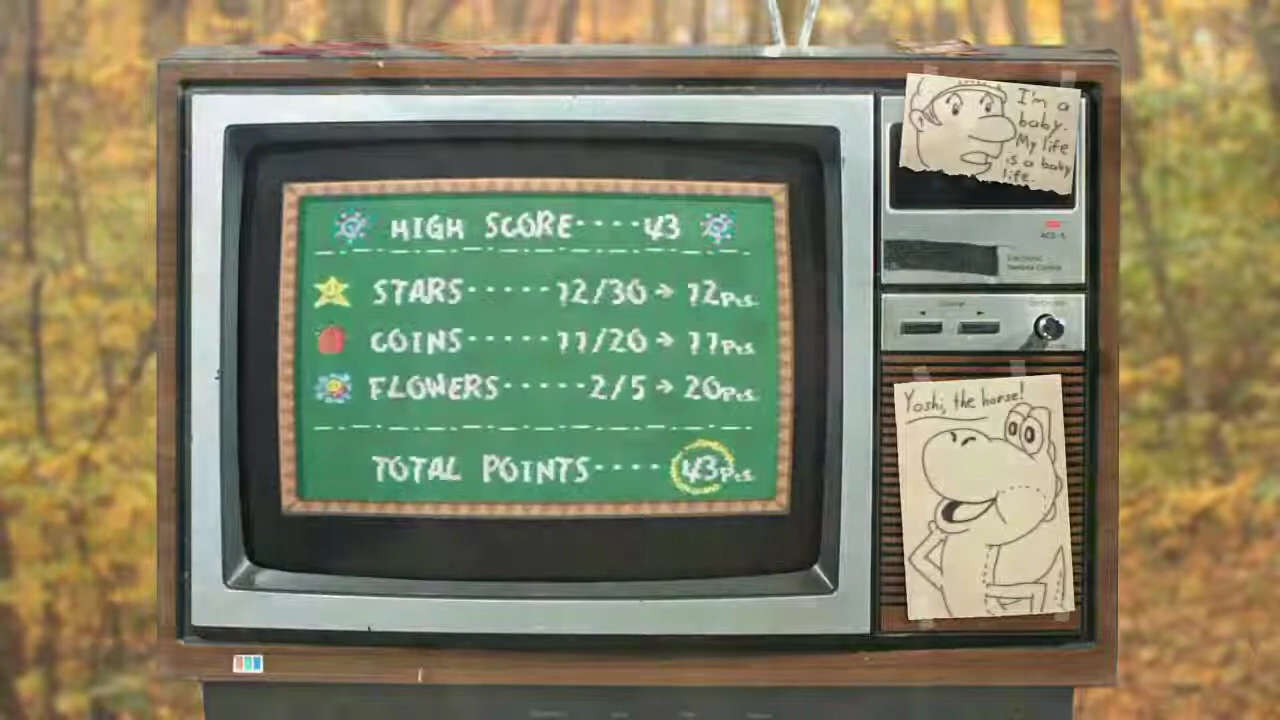 HIGH SCORE····43
STARS·····12/30→12Pts.
COINS·····11/20→11Pts.
FLOWERS·····2/5→20Pts.
TOTAL POINTS····43Pts.
I'm a
baby.
My life
is a baby
life.
Yoshi, the horse!